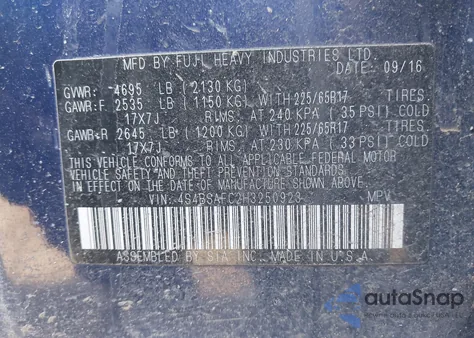 MFD BY FUJI HEAVY INDUSTRIES LTD.
DATE 09/16
GVWR: 4695 LB (2130 KG)
GAWR:F. 2535 LB (1150 KG) WITH 225/65R17 TIRES.
17X7J RIMS, AT 240 KPA (35 PSI) COLD
GAWR:R 2645 LB (1200 KG) WITH 225/65R17 TIRES.
17X7J RIMS, AT 230 KPA (33 PSI) COLD
THIS VEHICLE CONFORMS TO ALL APPLICABLE FEDERAL MOTOR
VEHICLE SAFETY AND THEFT PREVENTION STANDARDS
IN EFFECT ON THE DATE OF MANUFACTURE SHOWN ABOVE.
VIN: 4S4BSAFC2H3250923 MPV
ASSEMBLED BY SIA INC. MADE IN U.S.A.
autoSnap